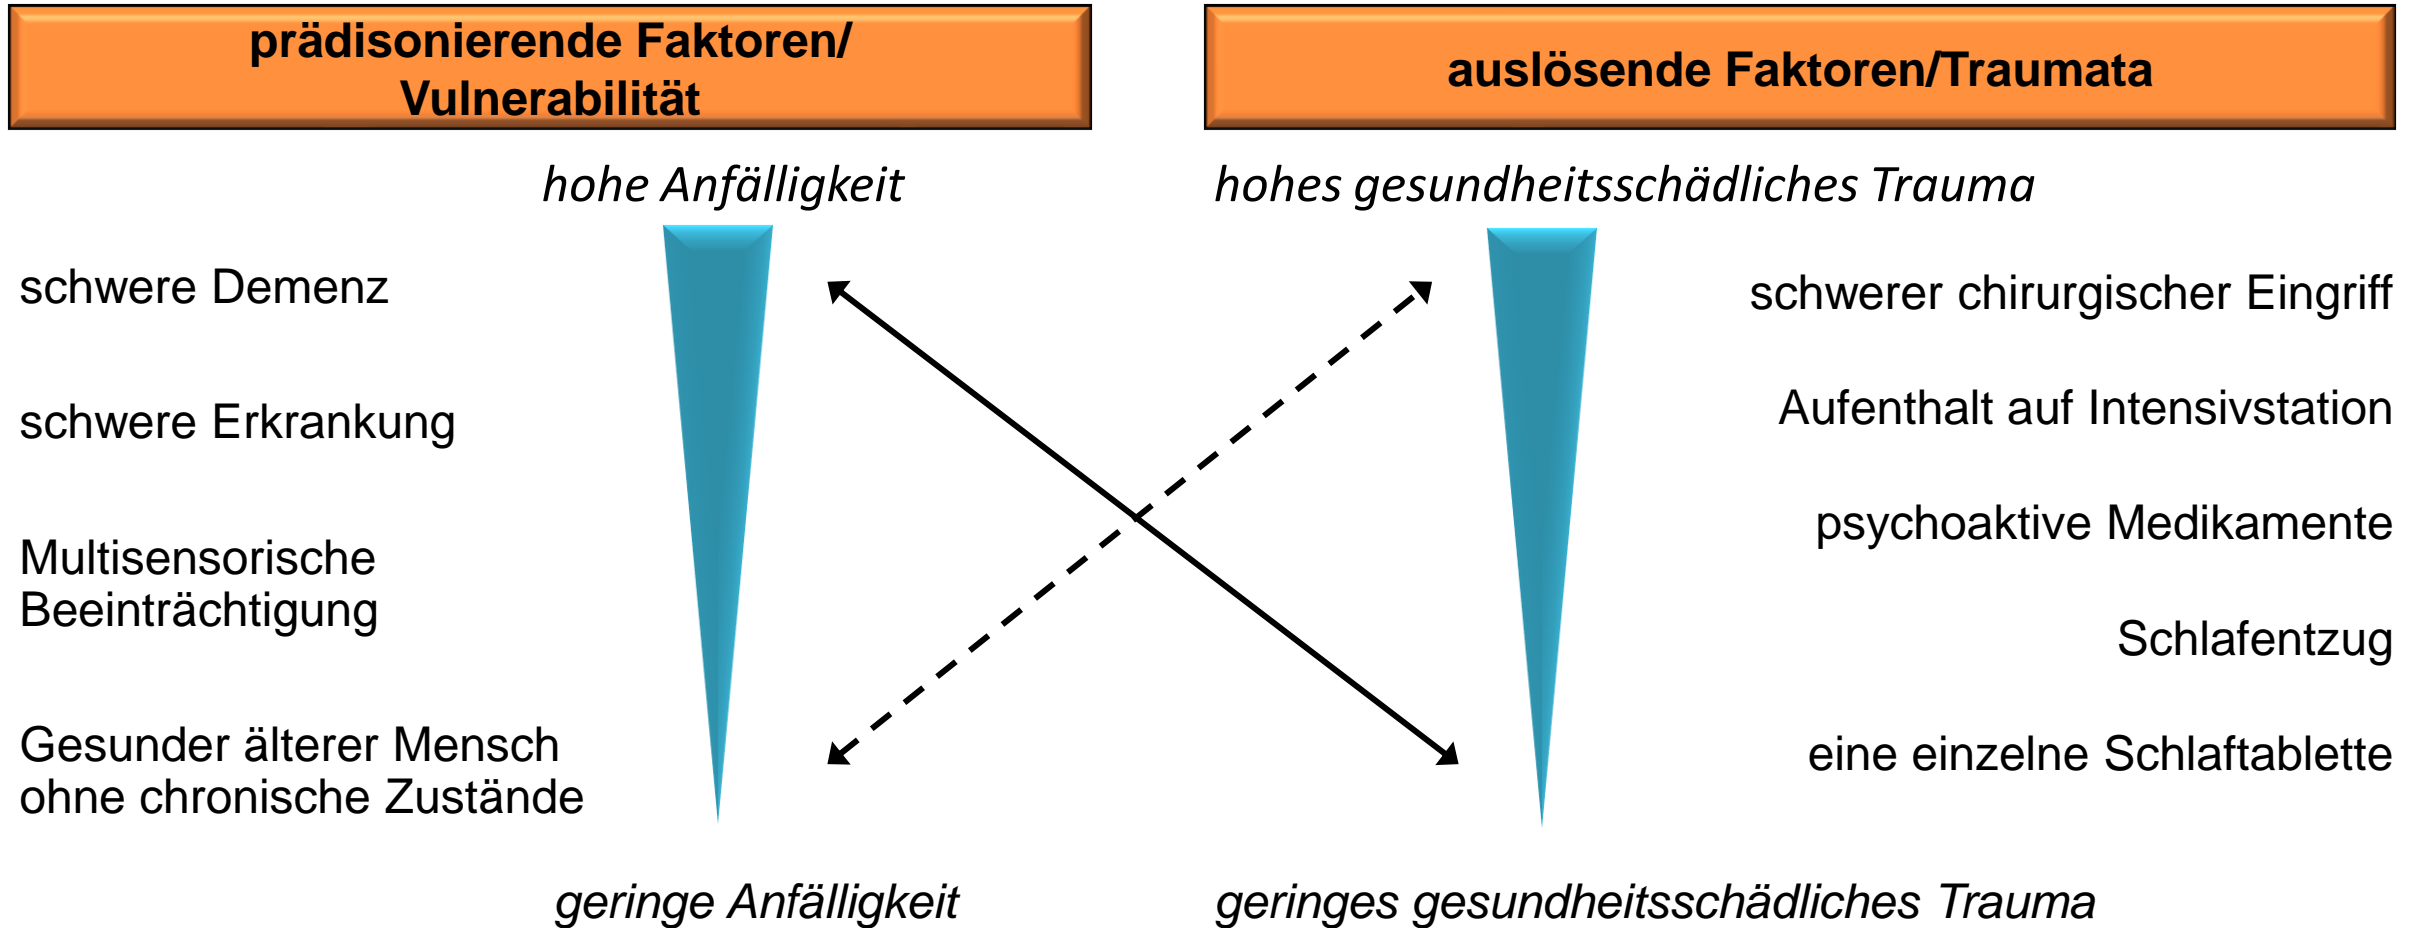 prädisonierende Faktoren/
Vulnerabilität
auslösende Faktoren/Traumata
hohe Anfälligkeit
hohes gesundheitsschädliches Trauma
schwere Demenz
schwere Erkrankung
Multisensorische
Beeinträchtigung
Gesunder älterer Mensch
ohne chronische Zustände
schwerer chirurgischer Eingriff
Aufenthalt auf Intensivstation
psychoaktive Medikamente
Schlafentzug
eine einzelne Schlaftablette
geringe Anfälligkeit
geringes gesundheitsschädliches Trauma